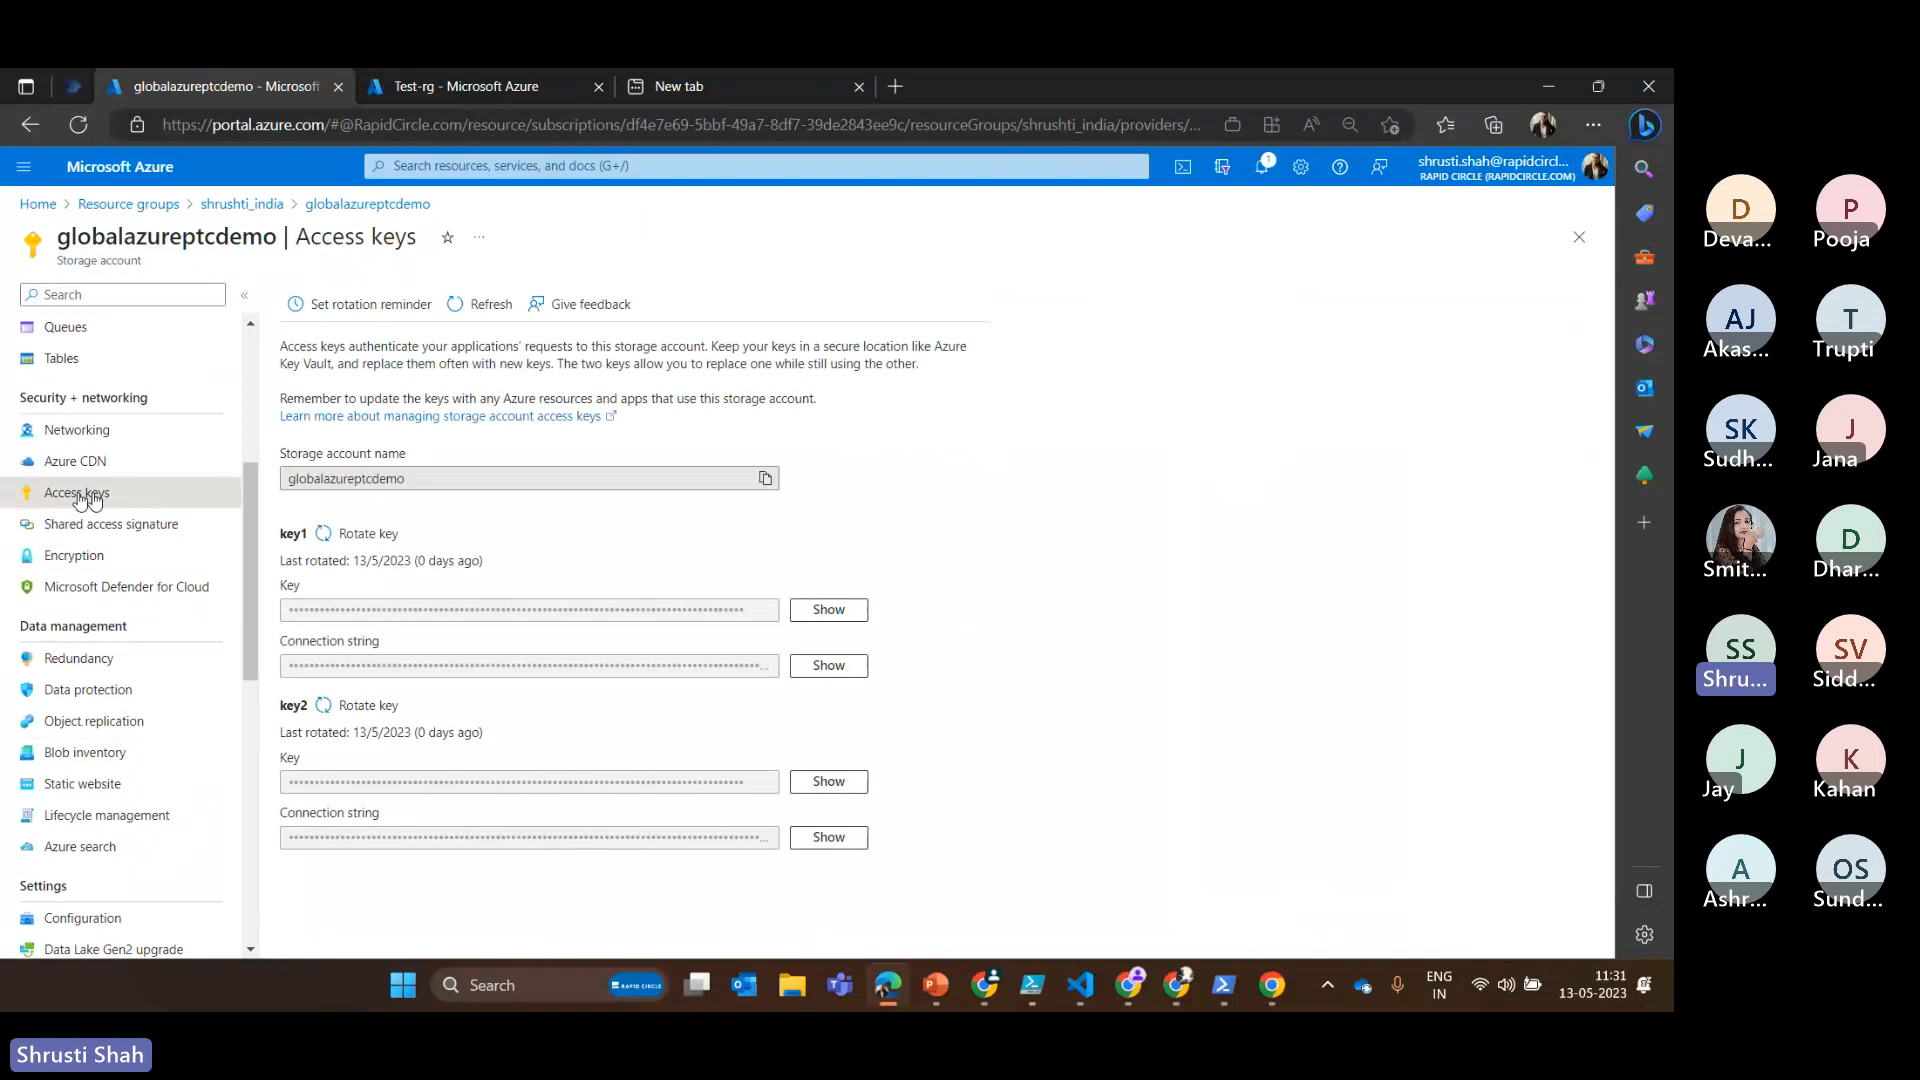 globalazureptcdemo - Microsoft
Test-rg - Microsoft Azure
New tab
https://portal.azure.com/#@RapidCircle.com/resource/subscriptions/df4e7e69-5bbf-49a7-8df7-39de2843ee9c/resourceGroups/shrushti_india/providers/...
Microsoft Azure
Search resources, services, and docs (G+/)
1
shrusti.shah@rapidcircl...
RAPID CIRCLE (RAPIDCIRCLE.COM)
Home > Resource groups > shrushti_india > globalazureptcdemo
globalazureptcdemo | Access keys
Storage account
Search
Queues
Tables
Security + networking
Networking
Azure CDN
Access keys
Shared access signature
Encryption
Microsoft Defender for Cloud
Data management
Redundancy
Data protection
Object replication
Blob inventory
Static website
Lifecycle management
Azure search
Settings
Configuration
Data Lake Gen2 upgrade
Set rotation reminder
Refresh
Give feedback
Access keys authenticate your applications' requests to this storage account. Keep your keys in a secure location like Azure
Key Vault, and replace them often with new keys. The two keys allow you to replace one while still using the other.
Remember to update the keys with any Azure resources and apps that use this storage account.
Learn more about managing storage account access keys
Storage account name
globalazureptcdemo
key1 Rotate key
Last rotated: 13/5/2023 (0 days ago)
Key
Show
Connection string
Show
key2 Rotate key
Last rotated: 13/5/2023 (0 days ago)
Key
Show
Connection string
Show
Search
RAPID CIRCLE
ENG
IN
11:31
13-05-2023
D
Deva...
P
Pooja
AJ
Akas...
T
Trupti
SK
Sudh...
J
Jana
Smit...
D
Dhar...
SS
Shru...
SV
Sidd...
J
Jay
K
Kahan
A
Ashr...
OS
Sund...
Shrusti Shah